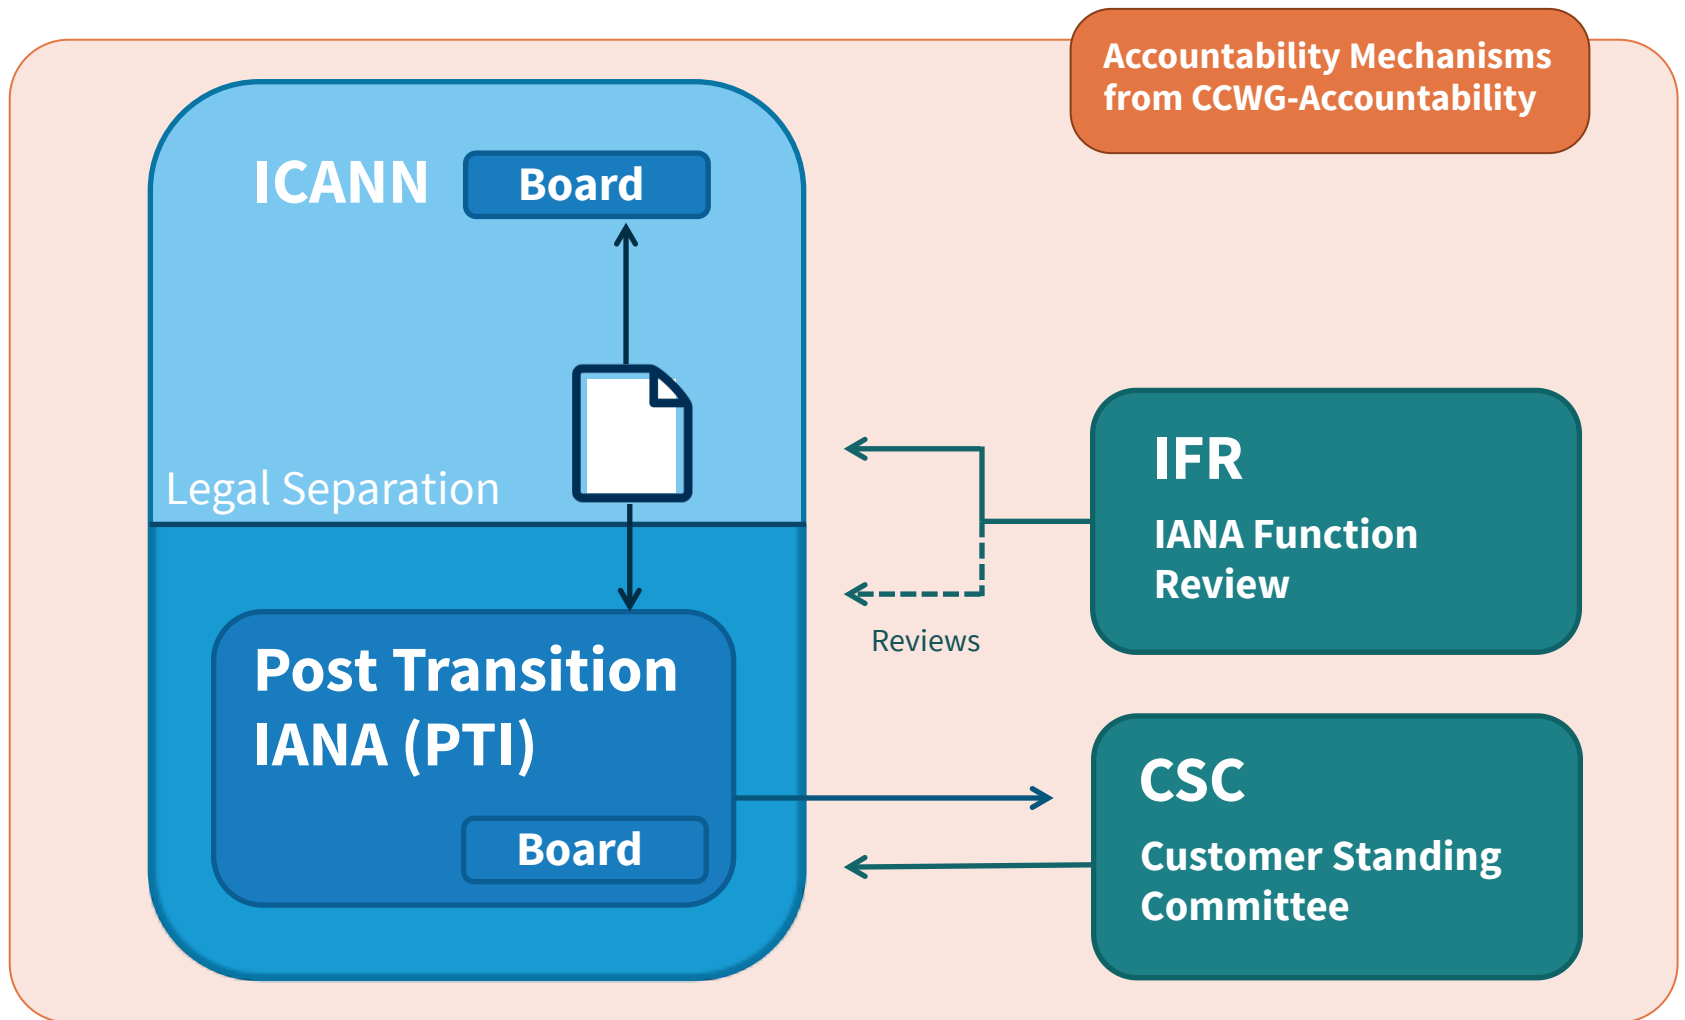 Accountability Mechanisms
from CCWG-Accountability
ICANN
Board
Legal Separation
Post Transition
IANA (PTI)
Board
Reviews
IFR
IANA Function
Review
CSC
Customer Standing
Committee